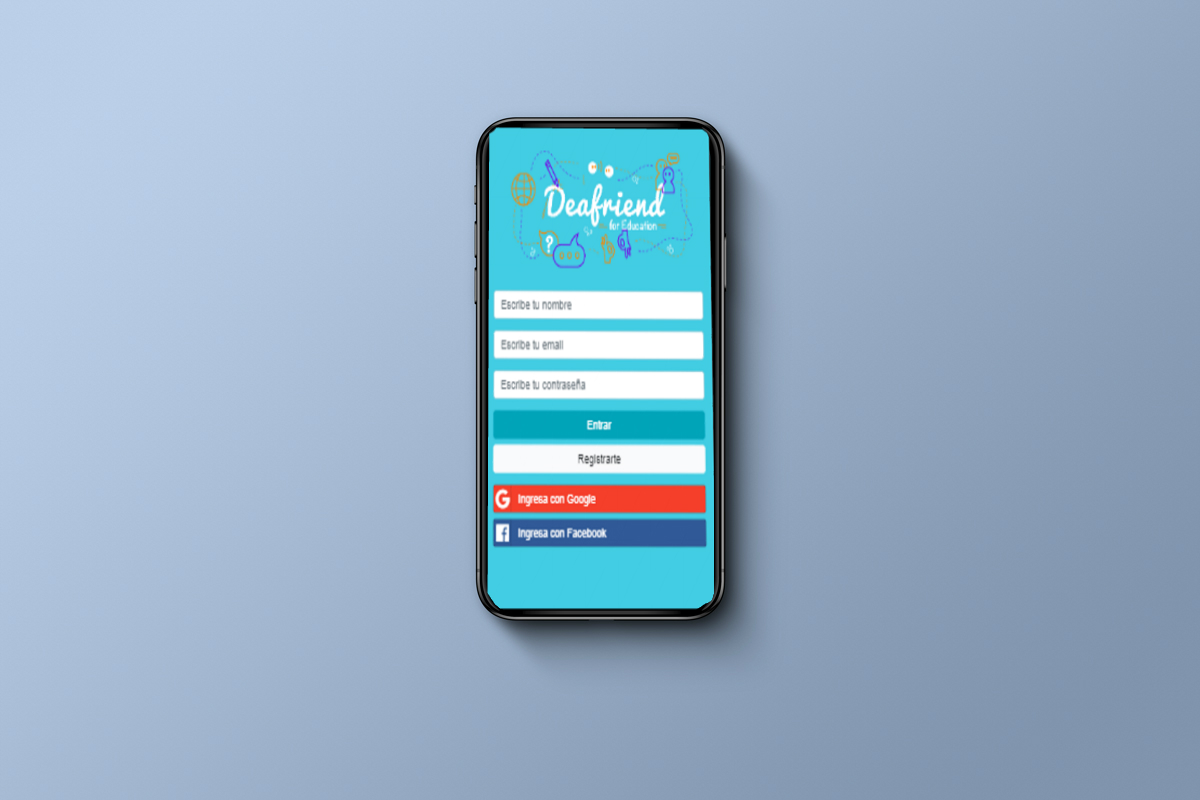 Deafriend
for Education
?
Escribe tu nombre
Escribe tu email
Escribe tu contraseña
Entrar
Registrarte
G Ingresa con Google
f Ingresa con Facebook